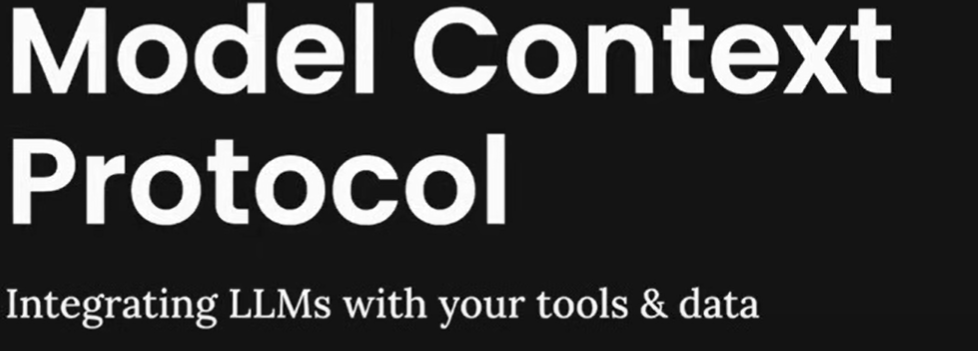 Model Context
Protocol
Integrating LLMs with your tools & data